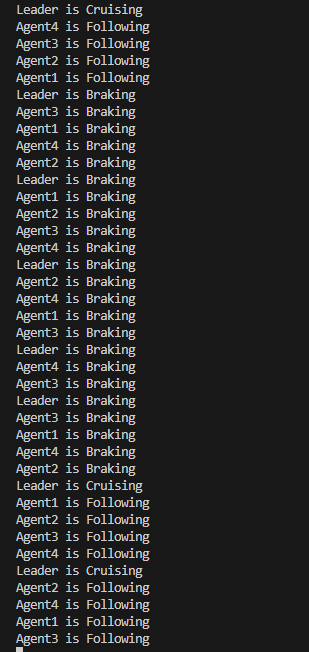 Leader is Cruising
Agent4 is Following
Agent3 is Following
Agent2 is Following
Agent1 is Following
Leader is Braking
Agent3 is Braking
Agent1 is Braking
Agent4 is Braking
Agent2 is Braking
Leader is Braking
Agent1 is Braking
Agent2 is Braking
Agent3 is Braking
Agent4 is Braking
Leader is Braking
Agent2 is Braking
Agent4 is Braking
Agent1 is Braking
Agent3 is Braking
Leader is Braking
Agent4 is Braking
Agent3 is Braking
Leader is Braking
Agent3 is Braking
Agent1 is Braking
Agent4 is Braking
Agent2 is Braking
Leader is Cruising
Agent1 is Following
Agent2 is Following
Agent3 is Following
Agent4 is Following
Leader is Cruising
Agent2 is Following
Agent4 is Following
Agent1 is Following
Agent3 is Following